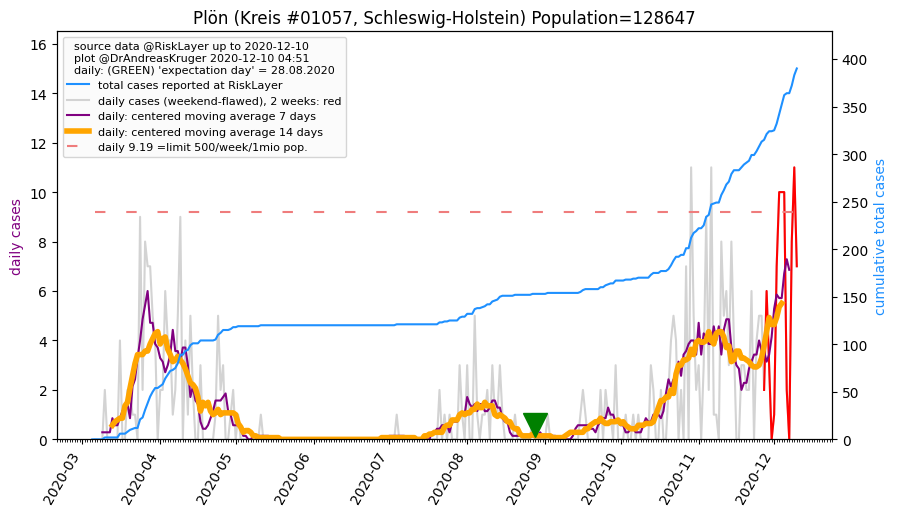 Plön (Kreis #01057, Schleswig-Holstein) Population=128647
source data @RiskLayer up to 2020-12-10
plot @DrAndreasKruger 2020-12-10 04:51
daily: (GREEN) 'expectation day' = 28.08.2020
total cases reported at RiskLayer
daily cases (weekend-flawed), 2 weeks: red
daily: centered moving average 7 days
daily: centered moving average 14 days
daily 9.19 =limit 500/week/1mio pop.
daily cases
16
14
12
10
8
6
4
2
0
cumulative total cases
400
350
300
250
200
150
100
50
0
2020-03
2020-04
2020-05
2020-06
2020-07
2020-08
2020-09
2020-10
2020-11
2020-12